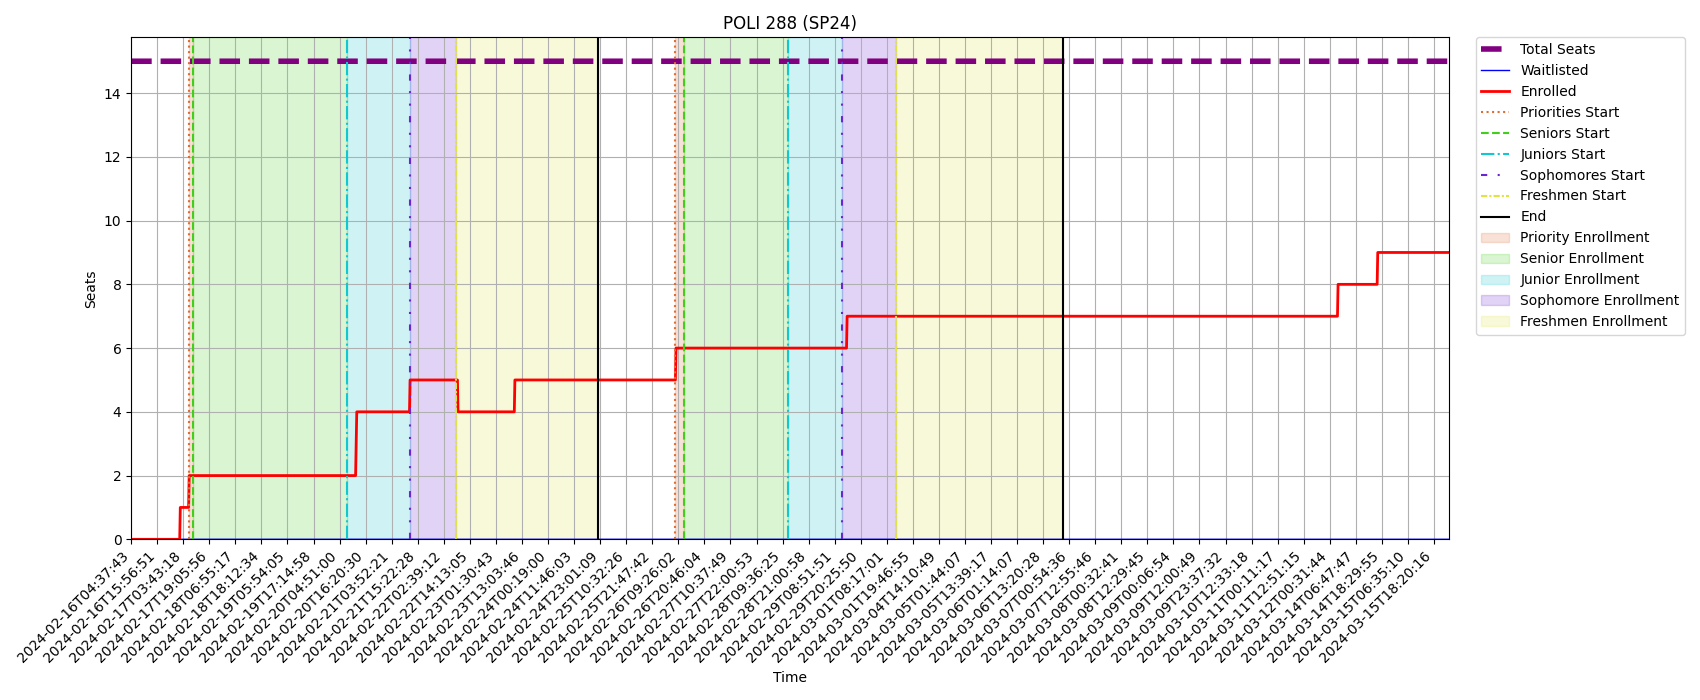 POLI 288 (SP24)
Total Seats
Waitlisted
Enrolled
Priorities Start
Seniors Start
Juniors Start
Sophomores Start
Freshmen Start
End
Priority Enrollment
Senior Enrollment
Junior Enrollment
Sophomore Enrollment
Freshmen Enrollment
Seats
14
12
10
8
6
4
2
0
2024-02-16T04:37:43
2024-02-16T15:56:51
2024-02-17T03:43:18
2024-02-17T19:05:56
2024-02-18T06:55:17
2024-02-18T18:12:34
2024-02-19T05:54:05
2024-02-19T17:14:58
2024-02-20T04:51:00
2024-02-20T16:20:30
2024-02-21T03:52:21
2024-02-21T15:22:28
2024-02-22T02:39:12
2024-02-22T14:13:05
2024-02-23T01:30:43
2024-02-23T13:03:46
2024-02-24T00:19:00
2024-02-24T11:46:03
2024-02-24T23:01:09
2024-02-25T10:32:26
2024-02-25T21:47:42
2024-02-26T09:26:02
2024-02-26T20:46:04
2024-02-27T10:37:49
2024-02-27T22:00:53
2024-02-28T09:36:25
2024-02-28T21:00:58
2024-02-29T08:51:51
2024-02-29T20:25:50
2024-03-01T08:17:01
2024-03-01T19:46:55
2024-03-04T14:10:49
2024-03-05T01:44:07
2024-03-05T13:39:17
2024-03-06T01:14:07
2024-03-06T13:20:28
2024-03-07T00:54:36
2024-03-07T12:55:46
2024-03-08T00:32:41
2024-03-08T12:29:45
2024-03-09T00:06:54
2024-03-09T12:00:49
2024-03-09T23:37:32
2024-03-10T12:33:18
2024-03-11T00:11:17
2024-03-11T12:51:15
2024-03-12T00:31:44
2024-03-14T06:47:47
2024-03-14T18:29:55
2024-03-15T06:35:10
2024-03-15T18:20:16
Time